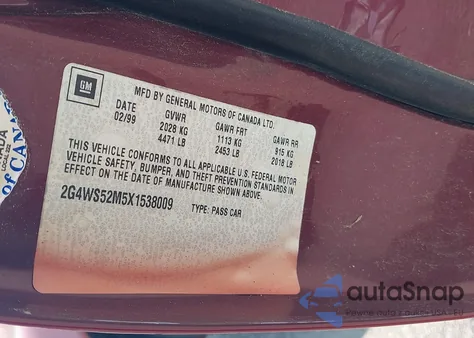 GM
MFD BY GENERAL MOTORS OF CANADA LTD.
DATE GVWR GAWR FRT GAWR RR
02/99 2028 KG 1113 KG 915 KG
4471 LB 2453 LB 2018 LB
THIS VEHICLE CONFORMS TO ALL APPLICABLE U.S. FEDERAL MOTOR
VEHICLE SAFETY, BUMPER, AND THEFT PREVENTION STANDARDS IN
EFFECT ON THE DATE OF MANUFACTURE SHOWN ABOVE.
2G4WS52M5X1538009 TYPE: PASS CAR
of CANA
autoSnap